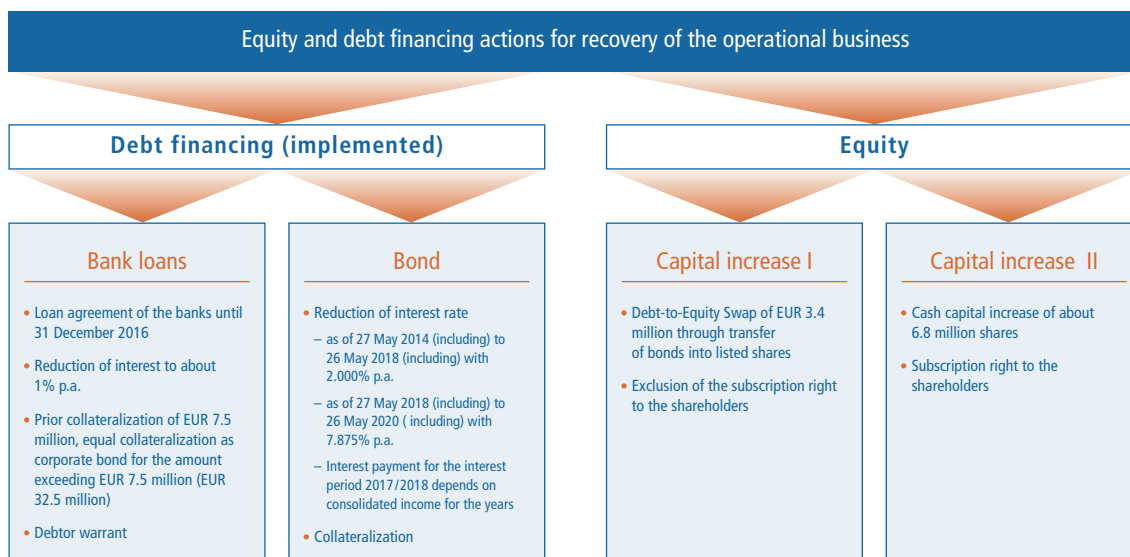 Equity and debt financing actions for recovery of the operational business
Debt financing (implemented)
Equity
Bank loans
• Loan agreement of the banks until
31 December 2016
• Reduction of interest to about
1% p.a.
• Prior collateralization of EUR 7.5
million, equal collateralization as
corporate bond for the amount
exceeding EUR 7.5 million (EUR
32.5 million)
• Debtor warrant
Bond
• Reduction of interest rate
– as of 27 May 2014 (including) to
26 May 2018 (including) with
2.000% p.a.
– as of 27 May 2018 (including) to
26 May 2020 ( including) with
7.875% p.a.
– Interest payment for the interest
period 2017/2018 depends on
consolidated income for the years
• Collateralization
Capital increase I
• Debt-to-Equity Swap of EUR 3.4
million through transfer
of bonds into listed shares
• Exclusion of the subscription right
to the shareholders
Capital increase II
• Cash capital increase of about
6.8 million shares
• Subscription right to the
shareholders